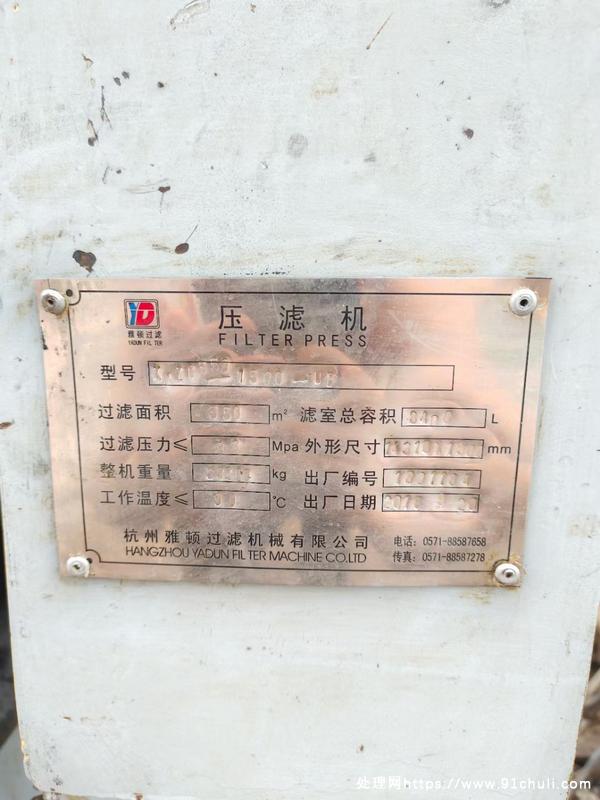 YD
雅顿过滤
YADUN FILTER
压滤机
FILTER PRESS
型号
过滤面积 350 m² 滤室总容积 L
过滤压力≤ Mpa 外形尺寸 mm
整机重量 kg 出厂编号
工作温度≤ 90 ℃ 出厂日期
杭州雅顿过滤机械有限公司 电话: 0571-88587658
HANGZHOU YADUN FILTER MACHINE CO.LTD 传真: 0571-88587278
处理网https://www.91chuli.com